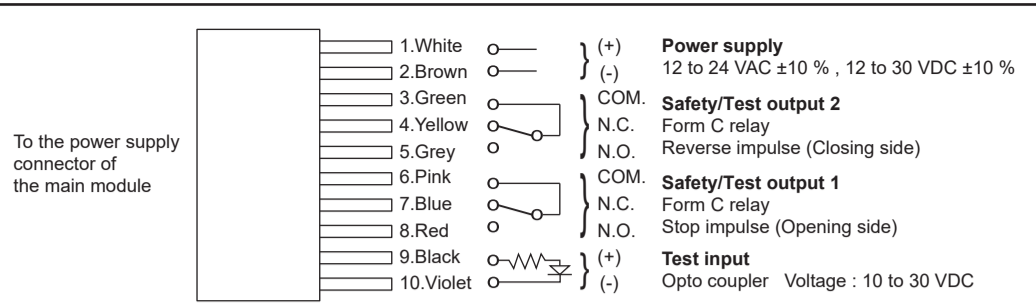 To the power supply
connector of
the main module
1.White
2.Brown
3.Green
4.Yellow
5.Grey
6.Pink
7.Blue
8.Red
9.Black
10.Violet
(+)
(-)
COM.
N.C.
N.O.
COM.
N.C.
N.O.
(+)
(-)
Power supply
12 to 24 VAC ±10 % , 12 to 30 VDC ±10 %
Safety/Test output 2
Form C relay
Reverse impulse (Closing side)
Safety/Test output 1
Form C relay
Stop impulse (Opening side)
Test input
Opto coupler Voltage : 10 to 30 VDC